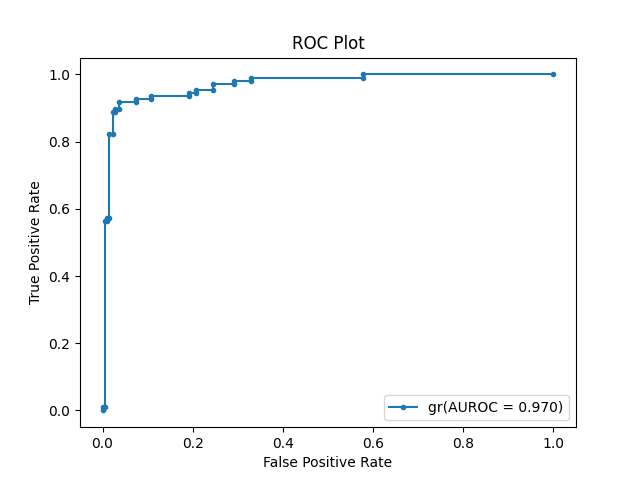 ROC Plot
1.0
0.8
0.6
0.4
0.2
0.0
True Positive Rate
gr(AUROC = 0.970)
0.0 0.2 0.4 0.6 0.8 1.0
False Positive Rate